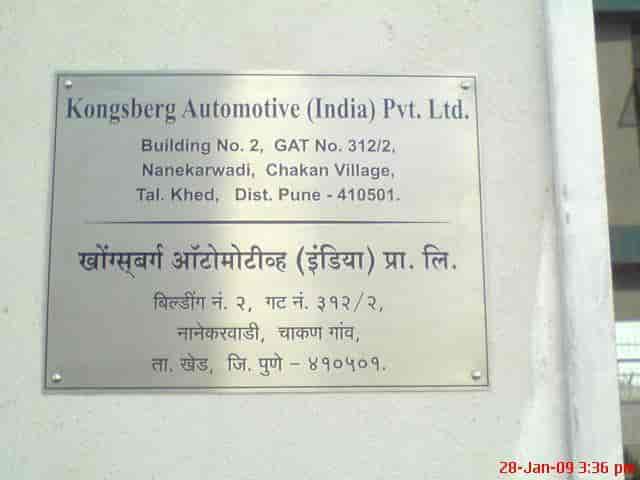 Kongsberg Automotive (India) Pvt. Ltd.
Building No. 2, GAT No. 312/2,
Nanekarwadi, Chakan Village,
Tal. Khed, Dist. Pune - 410501.
खोंग्स्‌बर्ग ऑटोमोटीव्ह (इंडिया) प्रा. लि.
बिल्डींग नं. २, गट नं. ३१२/२,
नानेकरवाडी, चाकण गांव,
ता. खेड, जि. पुणे - ४१०५०१.
28-Jan-09 3:36 pm